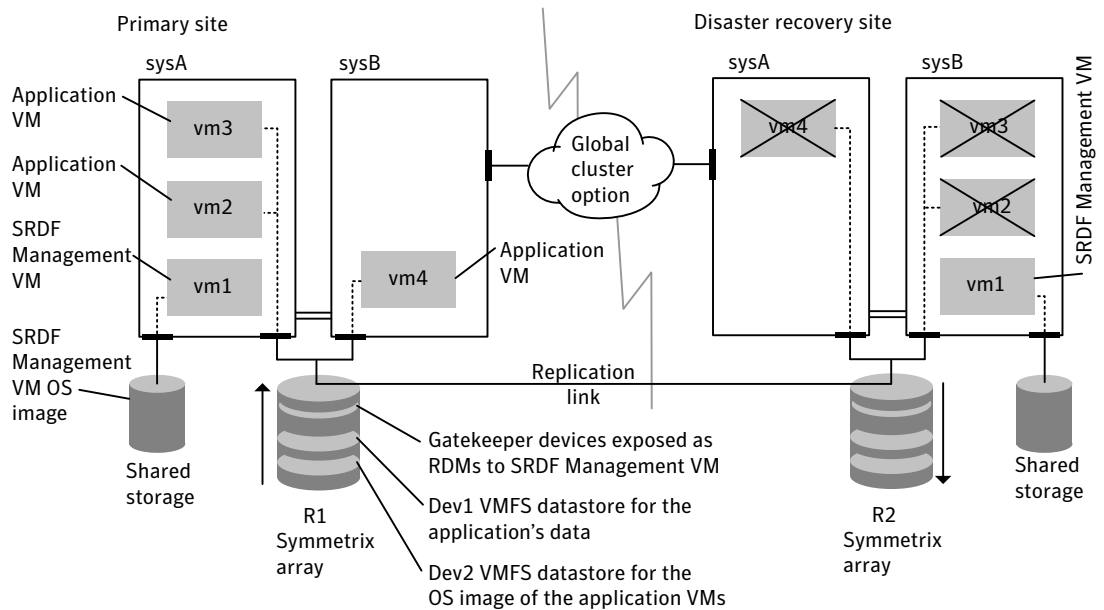 Primary site
Disaster recovery site
sysA
sysB
sysA
sysB
Application
VM
vm3
Application
VM
vm2
SRDF
Management
VM
vm1
SRDF
Management
VM OS
image
Application
VM
vm4
Global
cluster
option
vm4
vm3
vm2
vm1
SRDF Management VM
Replication
link
Shared
storage
R1
Symmetrix
array
Gatekeeper devices exposed as
RDMs to SRDF Management VM
Dev1 VMFS datastore for the
application's data
Dev2 VMFS datastore for the
OS image of the application VMs
R2
Symmetrix
array
Shared
storage